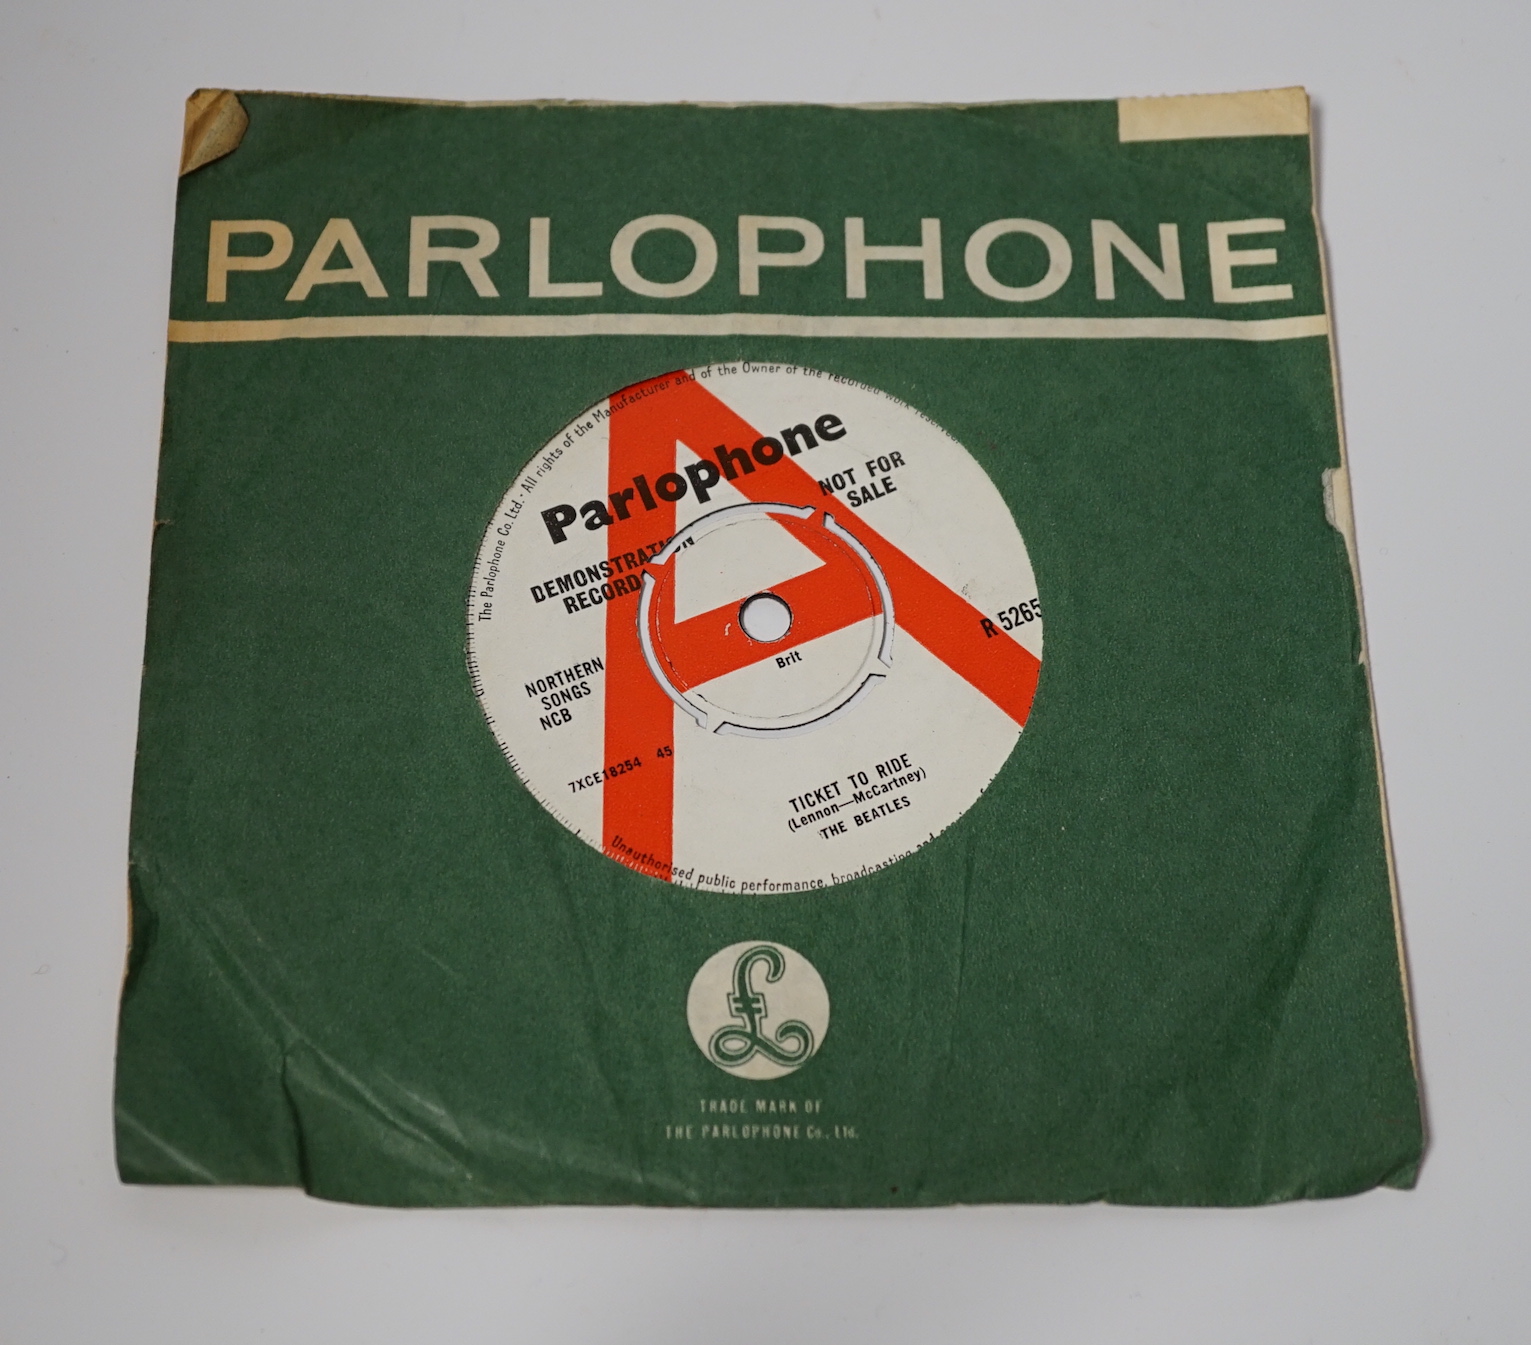 PARLOPHONE
The Parlophone Co. Ltd. · All rights of the Manufacturer and of the Owner of the recorded work reserved
Parlophone
NOT FOR
SALE
DEMONSTRATION
RECORD
R 5265
Brit
NORTHERN
SONGS
NCB
7XCE18254 45
TICKET TO RIDE
(Lennon—McCartney)
THE BEATLES
Unauthorised public performance, broadcasting and
£
TRADE MARK OF
THE PARLOPHONE Co., Ltd.